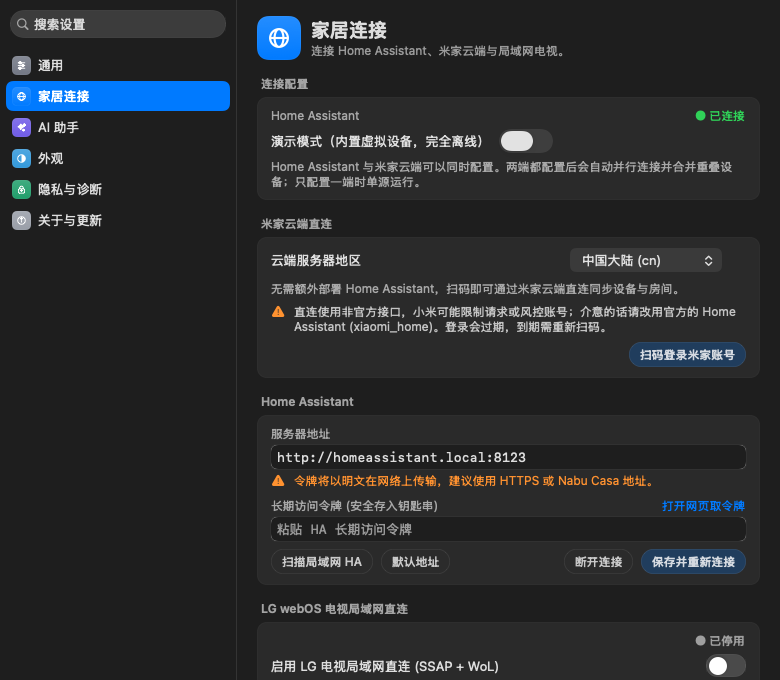 搜索设置
通用
家居连接
AI 助手
外观
隐私与诊断
关于与更新
家居连接
连接 Home Assistant、米家云端与局域网电视。
连接配置
Home Assistant
已连接
演示模式（内置虚拟设备，完全离线）
Home Assistant 与米家云端可以同时配置。两端都配置后会自动并行连接并合并重叠设
备；只配置一端时单源运行。
米家云端直连
云端服务器地区
中国大陆 (cn)
无需额外部署 Home Assistant，扫码即可通过米家云端直连同步设备与房间。
直连使用非官方接口，小米可能限制请求或风控账号；介意的话请改用官方的 Home
Assistant (xiaomi_home)。登录会过期，到期需重新扫码。
扫码登录米家账号
Home Assistant
服务器地址
http://homeassistant.local:8123
令牌将以明文在网络上传输，建议使用 HTTPS 或 Nabu Casa 地址。
长期访问令牌 (安全存入钥匙串)
打开网页取令牌
粘贴 HA 长期访问令牌
扫描局域网 HA
默认地址
断开连接
保存并重新连接
LG webOS 电视局域网直连
已停用
启用 LG 电视局域网直连 (SSAP + WoL)